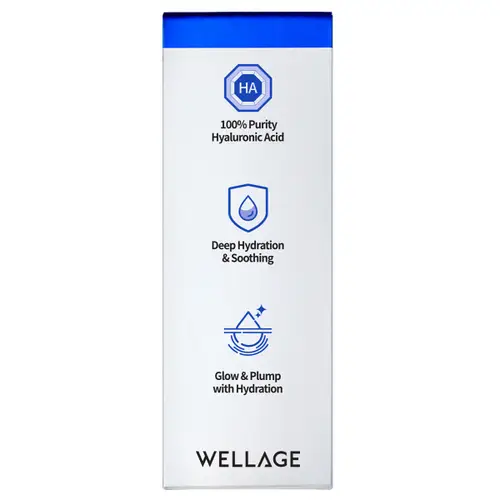 HA
100% Purity
Hyaluronic Acid
Deep Hydration
& Soothing
Glow & Plump
with Hydration
WELLAGE